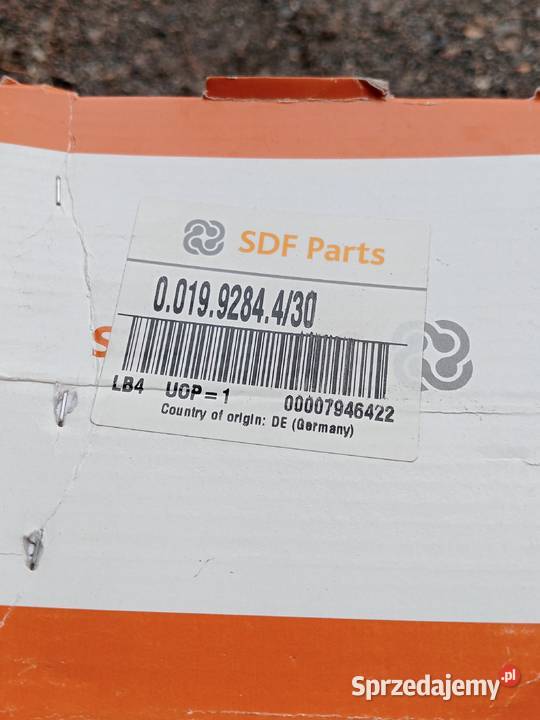 SDF Parts
0.019.9284.4/30
S
LB4 UOP=1 00007946422
Country of origin: DE (Germany)
Sprzedajemy.pl